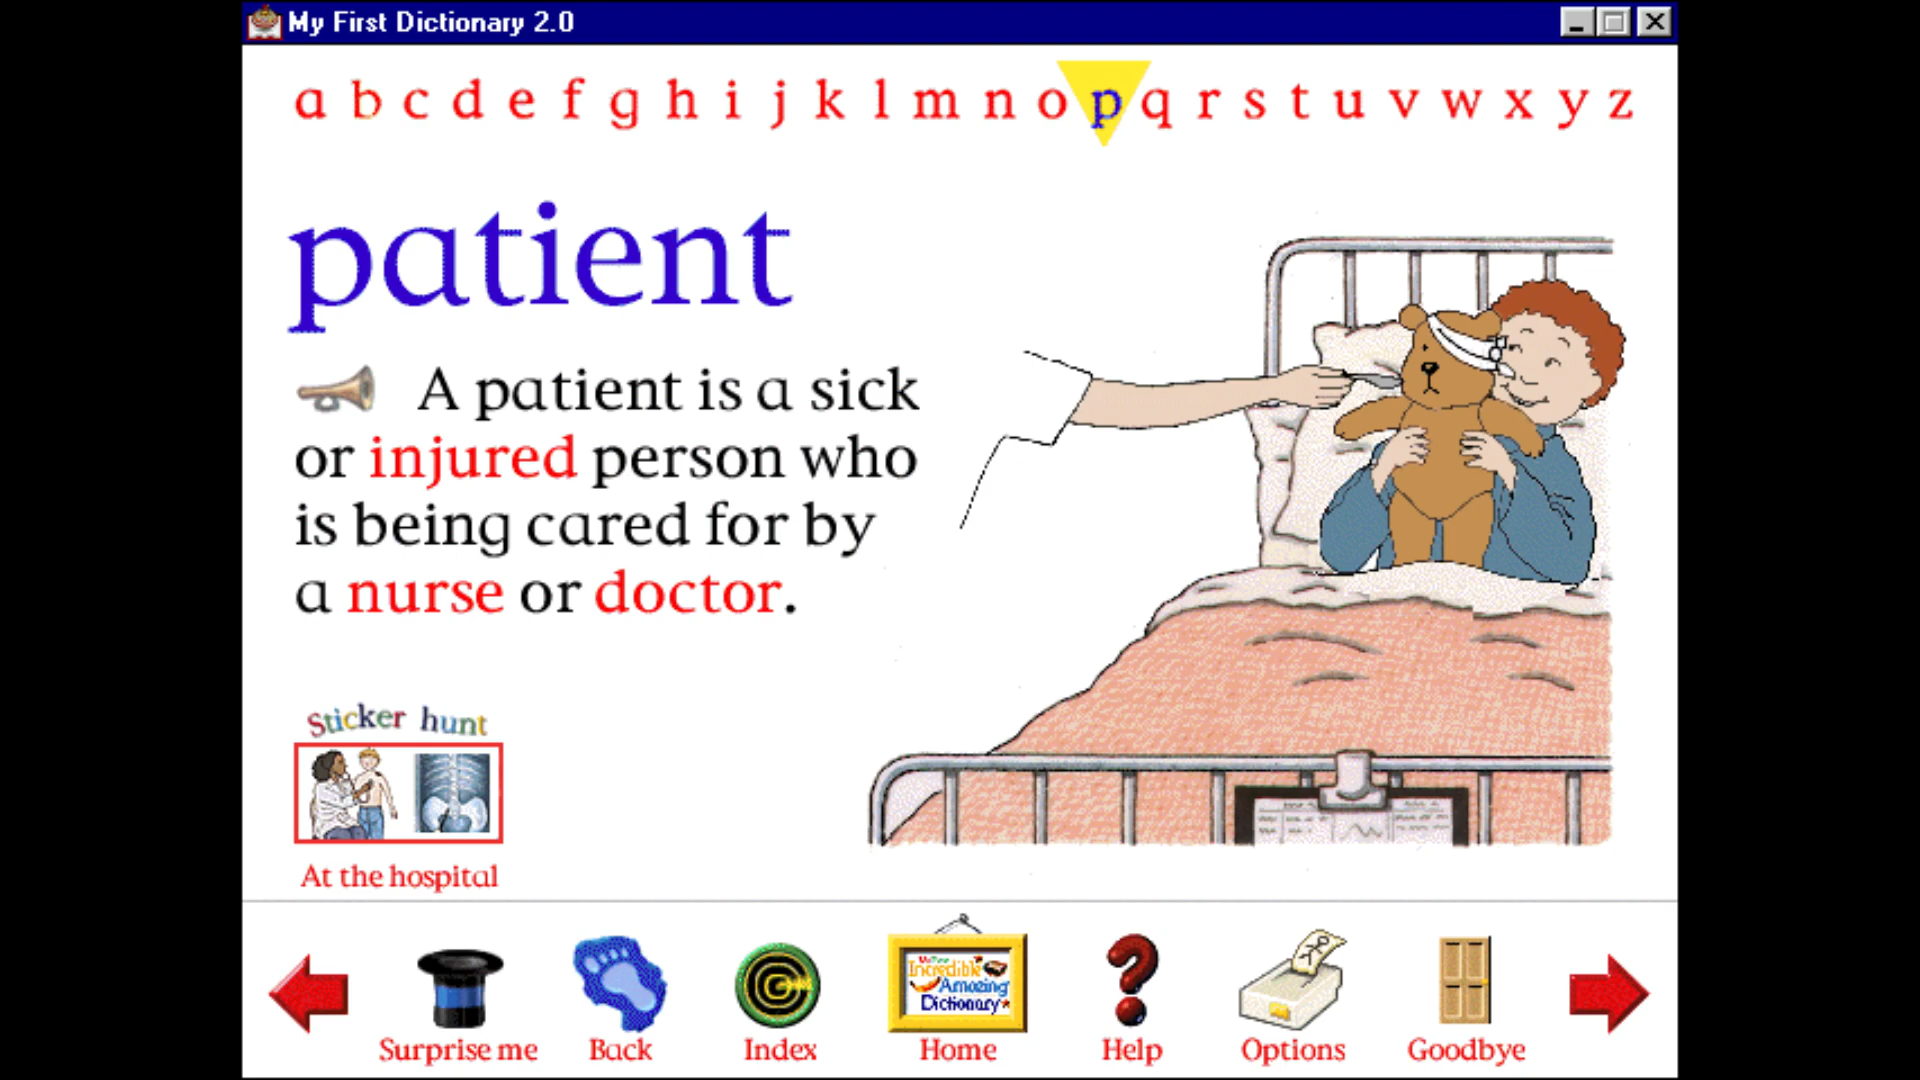 My First Dictionary 2.0
a b c d e f g h i j k l m n o p q r s t u v w x y z
patient
A patient is a sick
or injured person who
is being cared for by
a nurse or doctor.
Sticker hunt
At the hospital
Incredible
Amazing
Dictionary
Surprise me
Back
Index
Home
Help
Options
Goodbye